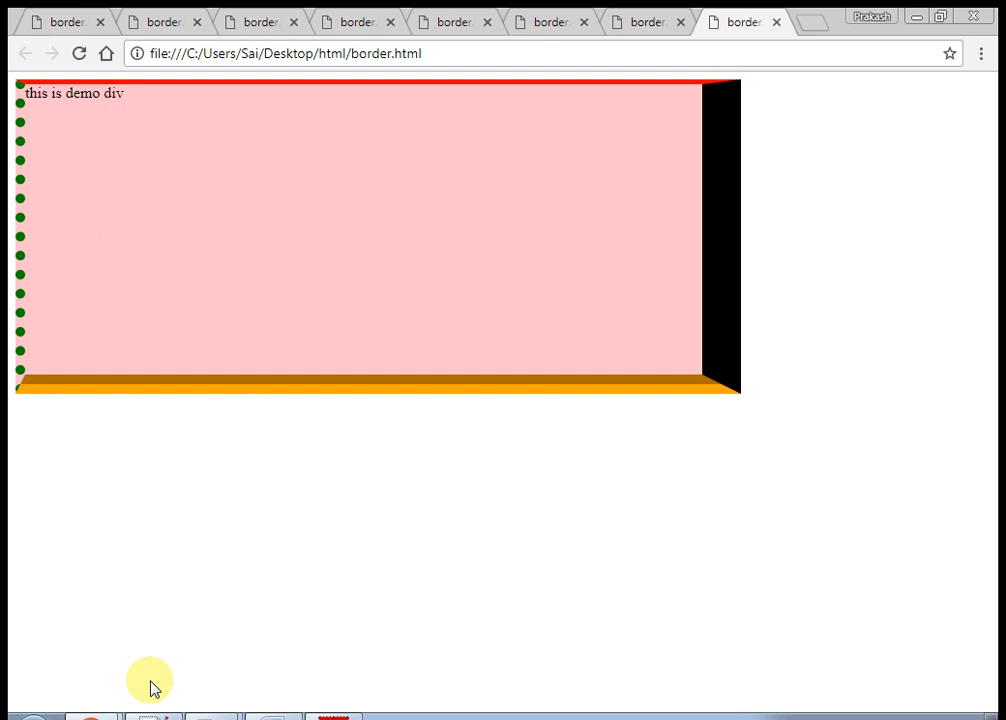 border. border. border. border. border. border. border. border. Prakash
file:///C:/Users/Sai/Desktop/html/border.html
this is demo div